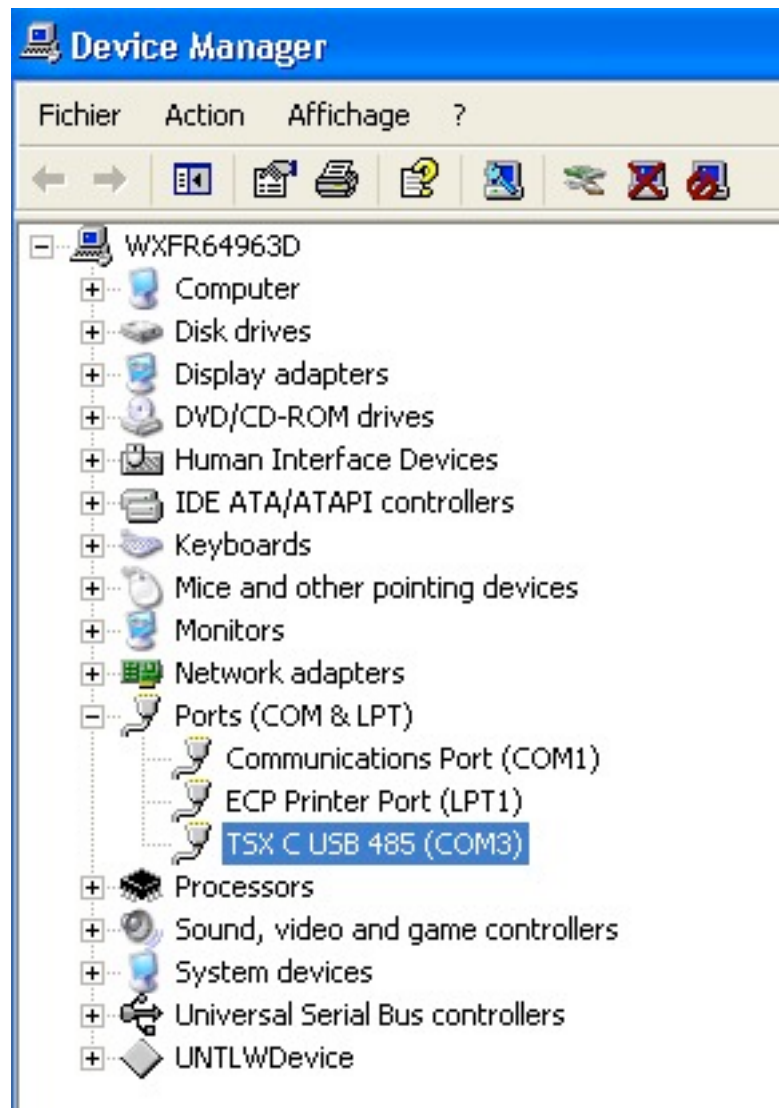 Device Manager
Fichier Action Affichage ?
WXFR64963D
Computer
Disk drives
Display adapters
DVD/CD-ROM drives
Human Interface Devices
IDE ATA/ATAPI controllers
Keyboards
Mice and other pointing devices
Monitors
Network adapters
Ports (COM & LPT)
Communications Port (COM1)
ECP Printer Port (LPT1)
TSX C USB 485 (COM3)
Processors
Sound, video and game controllers
System devices
Universal Serial Bus controllers
UNTLWDevice